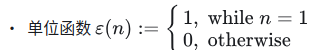 • 单位函数 ε(n) := { 1, while n = 1
0, otherwise